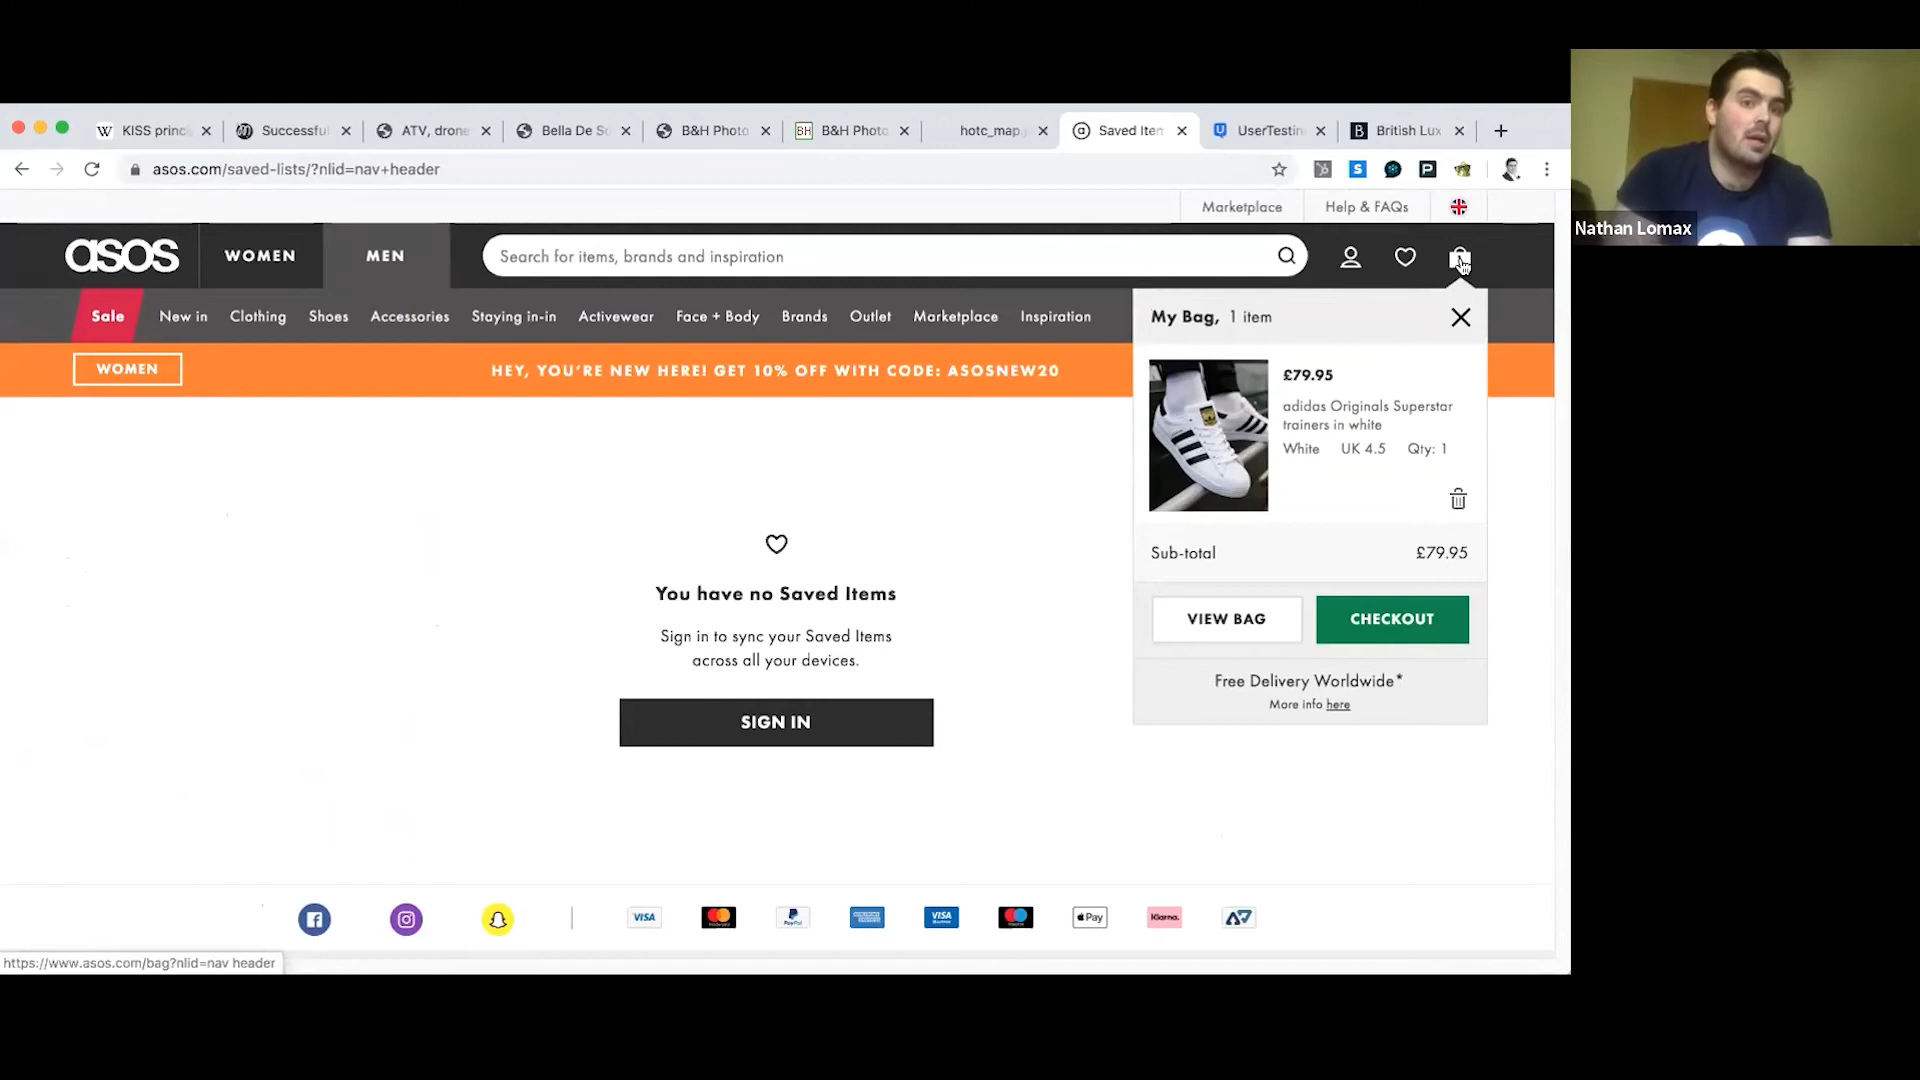 KISS princ
Successful
ATV, drone
Bella De S
B&H Photo
BH
B&H Photo
hotc_map.
Saved Iten
UserTestin
British Lux
asos.com/saved-lists/?nlid=nav+header
Nathan Lomax
Marketplace
Help & FAQs
asos
WOMEN
MEN
Search for items, brands and inspiration
Sale
New in
Clothing
Shoes
Accessories
Staying in-in
Activewear
Face + Body
Brands
Outlet
Marketplace
Inspiration
My Bag, 1 item
WOMEN
HEY, YOU'RE NEW HERE! GET 10% OFF WITH CODE: ASOSNEW20
£79.95
adidas Originals Superstar
trainers in white
White UK 4.5 Qty: 1
Sub-total £79.95
VIEW BAG
CHECKOUT
Free Delivery Worldwide*
More info here
You have no Saved Items
Sign in to sync your Saved Items
across all your devices.
SIGN IN
VISA
PayPal
VISA
Pay
Klarna.
https://www.asos.com/bag?nlid=nav header